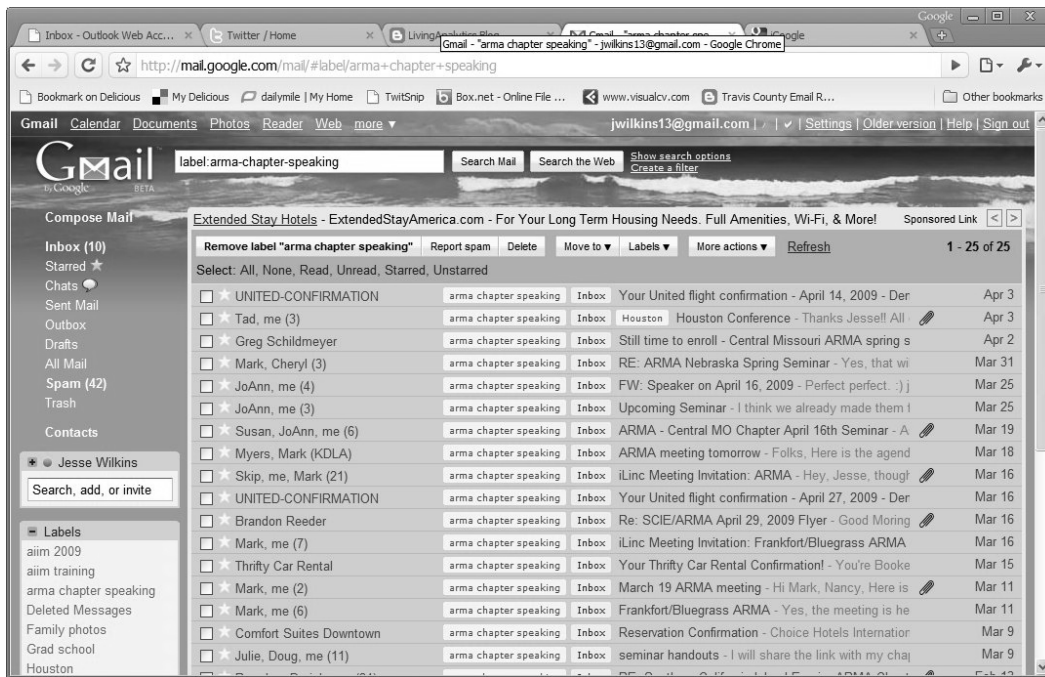 Google
Inbox - Outlook Web Acc...
Twitter / Home
Gmail - "arma chapter speaking" - jwilkins13@gmail.com - Google Chrome
http://mail.google.com/mail/#label/arma+chapter+speaking
Bookmark on Delicious My Delicious dailymile | My Home TwitSnip Box.net - Online File ... www.visualcv.com Travis County Email R... Other bookmarks
Gmail Calendar Documents Photos Reader Web more ▼ jwilkins13@gmail.com | Settings | Older version | Help | Sign out
Gmail by Google BETA
label:arma-chapter-speaking Search Mail Search the Web Show search options
Create a filter
Compose Mail
Inbox (10)
Starred
Chats
Sent Mail
Outbox
Drafts
All Mail
Spam (42)
Trash
Contacts
Jesse Wilkins
Search, add, or invite
Labels
aiim 2009
aiim training
arma chapter speaking
Deleted Messages
Family photos
Grad school
Houston
Extended Stay Hotels - ExtendedStayAmerica.com - For Your Long Term Housing Needs. Full Amenities, Wi-Fi, & More! Sponsored Link < >
Remove label "arma chapter speaking" Report spam Delete Move to ▼ Labels ▼ More actions ▼ Refresh 1 - 25 of 25
Select: All, None, Read, Unread, Starred, Unstarred
UNITED-CONFIRMATION arma chapter speaking Inbox Your United flight confirmation - April 14, 2009 - Der Apr 3
Tad, me (3) arma chapter speaking Inbox Houston Houston Conference - Thanks Jesse!! All Apr 3
Greg Schildmeyer arma chapter speaking Inbox Still time to enroll - Central Missouri ARMA spring s Apr 2
Mark, Cheryl (3) arma chapter speaking Inbox RE: ARMA Nebraska Spring Seminar - Yes, that wi Mar 31
JoAnn, me (4) arma chapter speaking Inbox FW: Speaker on April 16, 2009 - Perfect perfect. :) j Mar 25
JoAnn, me (3) arma chapter speaking Inbox Upcoming Seminar - I think we already made them f Mar 25
Susan, JoAnn, me (6) arma chapter speaking Inbox ARMA - Central MO Chapter April 16th Seminar - A Mar 19
Myers, Mark (KDLA) arma chapter speaking Inbox ARMA meeting tomorrow - Folks, Here is the agend Mar 18
Skip, me, Mark (21) arma chapter speaking Inbox iLinc Meeting Invitation: ARMA - Hey, Jesse, though Mar 16
UNITED-CONFIRMATION arma chapter speaking Inbox Your United flight confirmation - April 27, 2009 - Der Mar 16
Brandon Reeder arma chapter speaking Inbox Re: SCIE/ARMA April 29, 2009 Flyer - Good Moring Mar 16
Mark, me (7) arma chapter speaking Inbox iLinc Meeting Invitation: Frankfort/Bluegrass ARMA Mar 16
Thrifty Car Rental arma chapter speaking Inbox Your Thrifty Car Rental Confirmation! - You're Booke Mar 15
Mark, me (2) arma chapter speaking Inbox March 19 ARMA meeting - Hi Mark, Nancy, Here is Mar 11
Mark, me (6) arma chapter speaking Inbox Frankfort/Bluegrass ARMA - Yes, the meeting is he Mar 11
Comfort Suites Downtown arma chapter speaking Inbox Reservation Confirmation - Choice Hotels Internation Mar 9
Julie, Doug, me (11) arma chapter speaking Inbox seminar handouts - I will share the link with my chap Mar 9